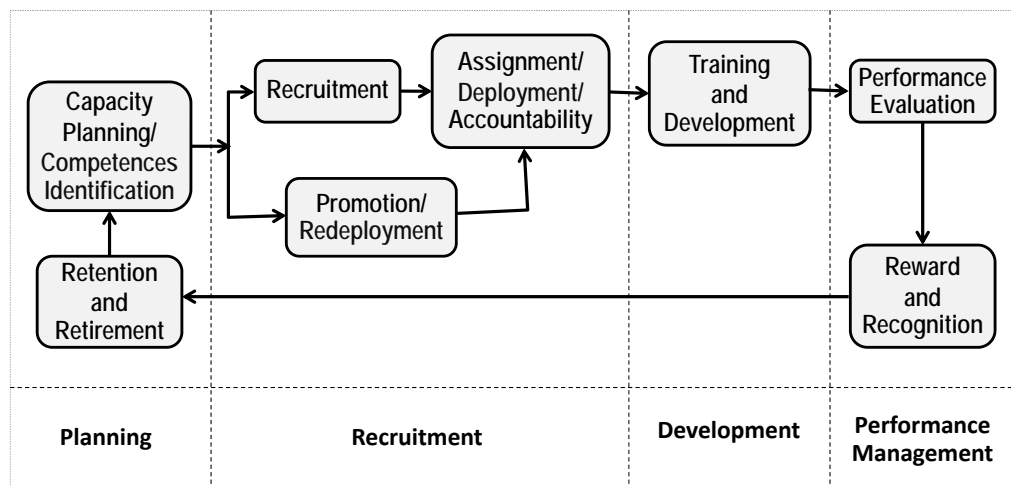 Capacity
Planning/
Competences
Identification
Recruitment
Assignment/
Deployment/
Accountability
Promotion/
Redeployment
Training
and
Development
Performance
Evaluation
Retention
and
Retirement
Reward
and
Recognition
Planning
Recruitment
Development
Performance
Management